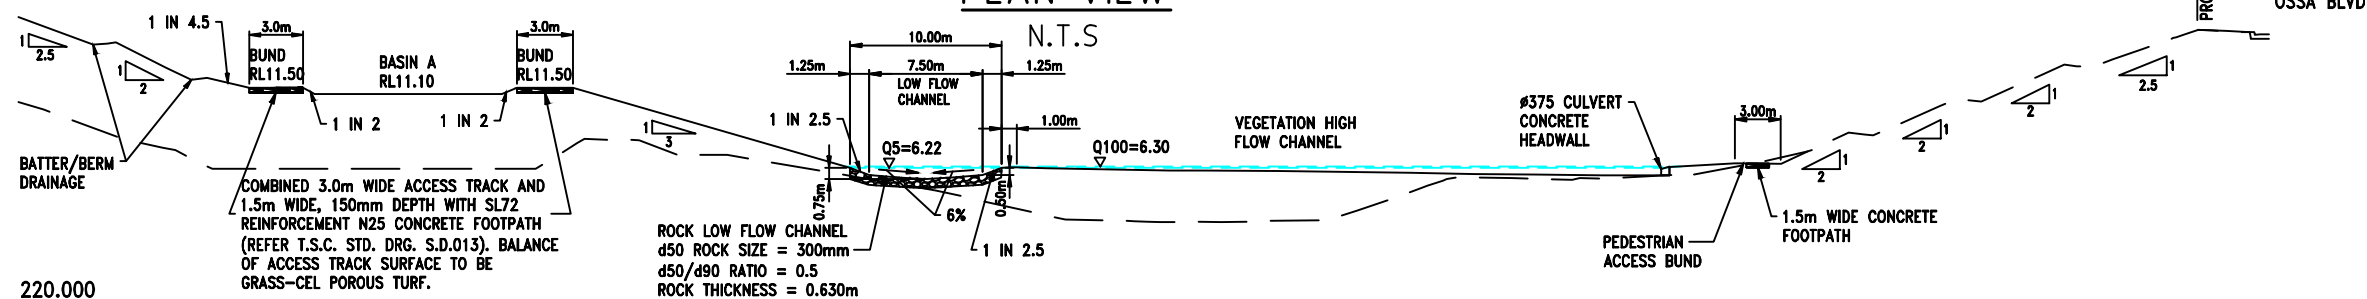 PLAN VIEW
N.T.S
PRO
OSSA BLVD
1
2.5
1 IN 4.5
1
2
3.0m
BUND
RL11.50
BASIN A
RL11.10
3.0m
BUND
RL11.50
1 IN 2
1 IN 2
1
3
10.00m
1.25m
7.50m
1.25m
LOW FLOW
CHANNEL
1 IN 2.5
1.00m
Q5=6.22
Q100=6.30
VEGETATION HIGH
FLOW CHANNEL
Ø375 CULVERT
CONCRETE
HEADWALL
3.00m
1
2
1
2
1
2
1
2.5
BATTER/BERM
DRAINAGE
COMBINED 3.0m WIDE ACCESS TRACK AND
1.5m WIDE, 150mm DEPTH WITH SL72
REINFORCEMENT N25 CONCRETE FOOTPATH
(REFER T.S.C. STD. DRG. S.D.013). BALANCE
OF ACCESS TRACK SURFACE TO BE
GRASS-CEL POROUS TURF.
0.75m
6%
0.60m
1 IN 2.5
ROCK LOW FLOW CHANNEL
d50 ROCK SIZE = 300mm
d50/d90 RATIO = 0.5
ROCK THICKNESS = 0.630m
PEDESTRIAN
ACCESS BUND
1.5m WIDE CONCRETE
FOOTPATH
220.000